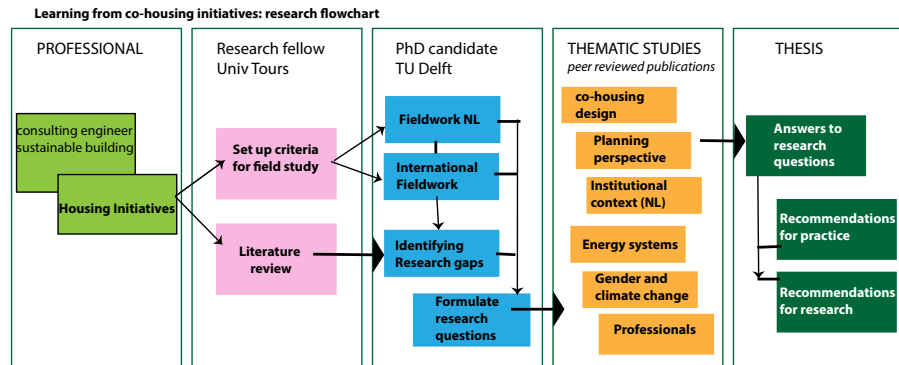 Learning from co-housing initiatives: research flowchart
PROFESSIONAL
consulting engineer
sustainable building
Housing Initiatives
Research fellow
Univ Tours
Set up criteria
for field study
Literature
review
PhD candidate
TU Delft
Fieldwork NL
International
Fieldwork
Identifying
Research gaps
Formulate
research
questions
THEMATIC STUDIES
peer reviewed publications
co-housing
design
Planning
perspective
Institutional
context (NL)
Energy systems
Gender and
climate change
Professionals
THESIS
Answers to
research
questions
Recommendations
for practice
Recommendations
for research